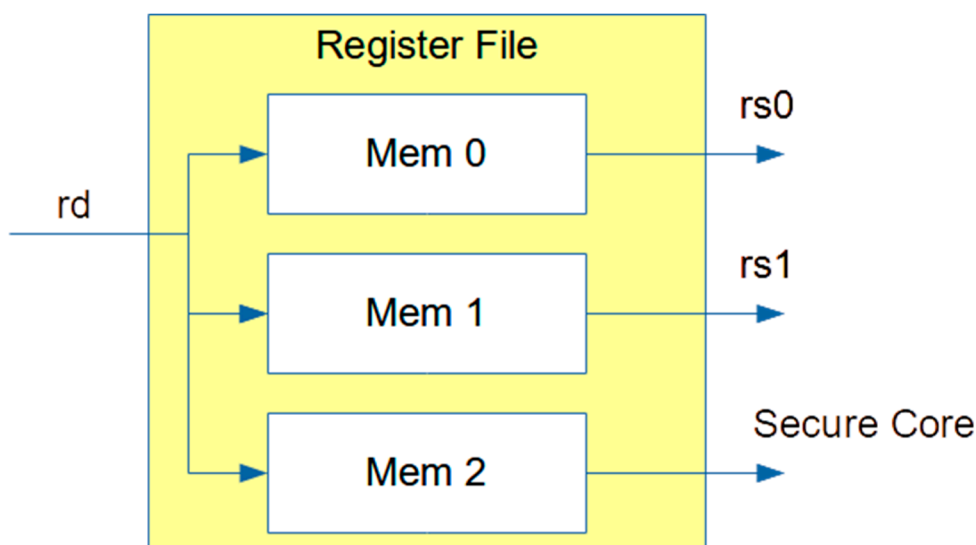 Register File
rs0
Mem 0
rd
rs1
Mem 1
Secure Core
Mem 2